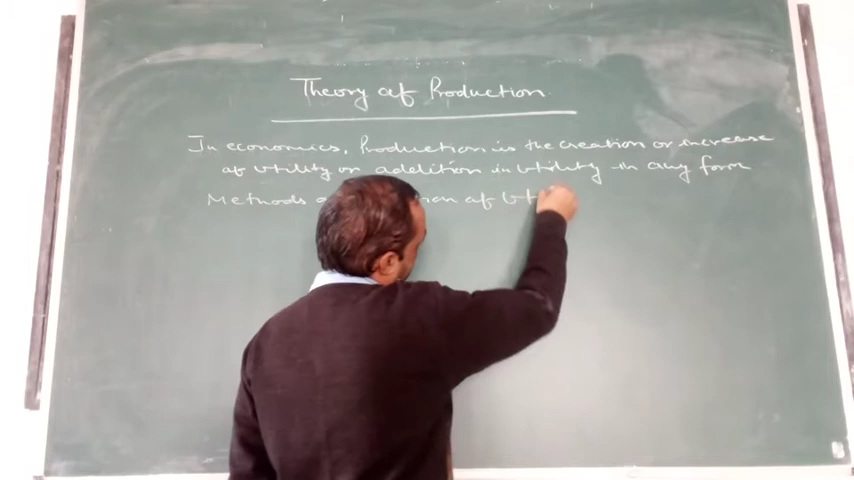 Theory of Production
In economics, Production is the creation or increase
of Utility or addition in Utility in any form
Methods of